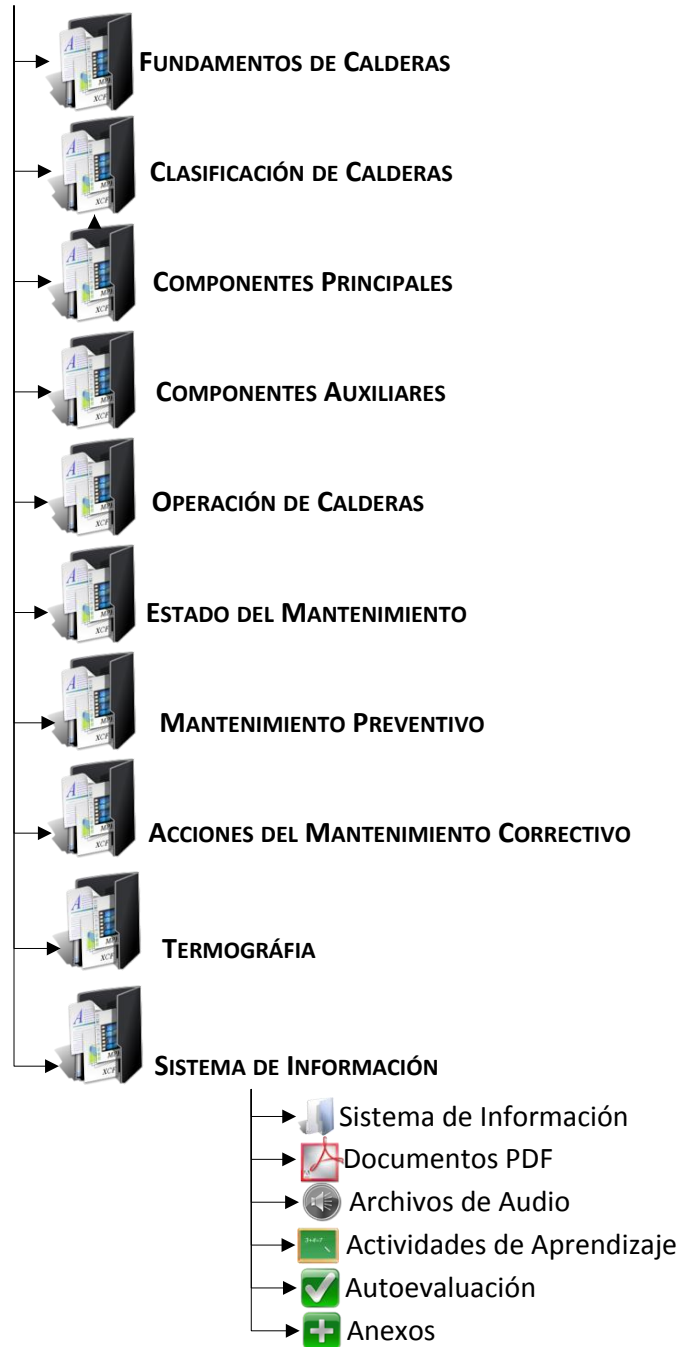 FUNDAMENTOS DE CALDERAS
CLASIFICACIÓN DE CALDERAS
COMPONENTES PRINCIPALES
COMPONENTES AUXILIARES
OPERACIÓN DE CALDERAS
ESTADO DEL MANTENIMIENTO
MANTENIMIENTO PREVENTIVO
ACCIONES DEL MANTENIMIENTO CORRECTIVO
TERMOGRÁFIA
SISTEMA DE INFORMACIÓN
Sistema de Información
Documentos PDF
Archivos de Audio
Actividades de Aprendizaje
Autoevaluación
Anexos